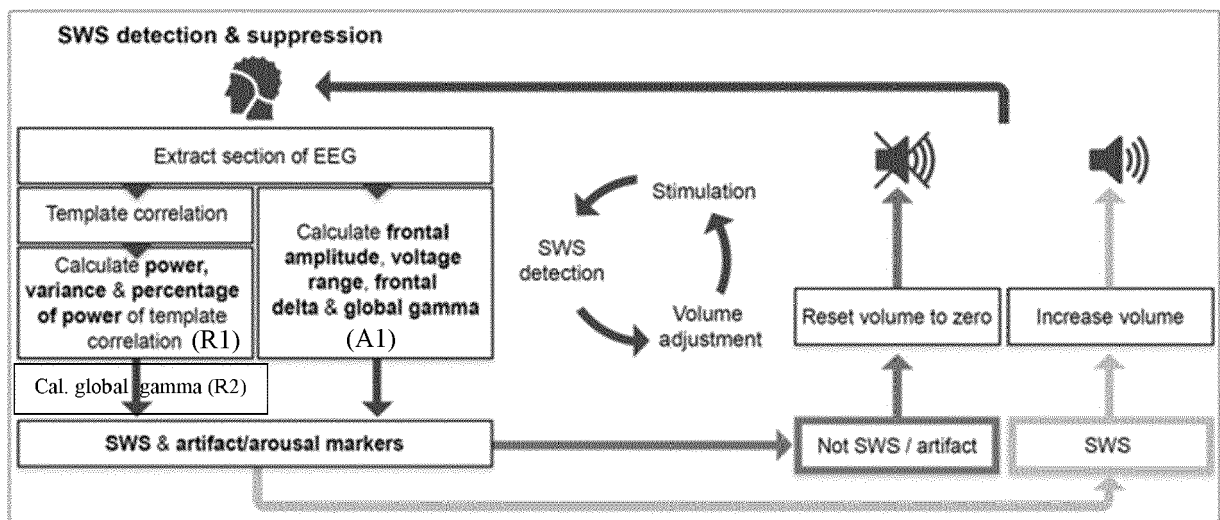 SWS detection & suppression
Extract section of EEG
Template correlation
Calculate power,
variance & percentage
of power of template
correlation (R1)
Calculate frontal
amplitude, voltage
range, frontal
delta & global gamma
(A1)
Cal. global gamma (R2)
SWS & artifact/arousal markers
Stimulation
SWS
detection
Volume
adjustment
Reset volume to zero
Increase volume
Not SWS / artifact
SWS